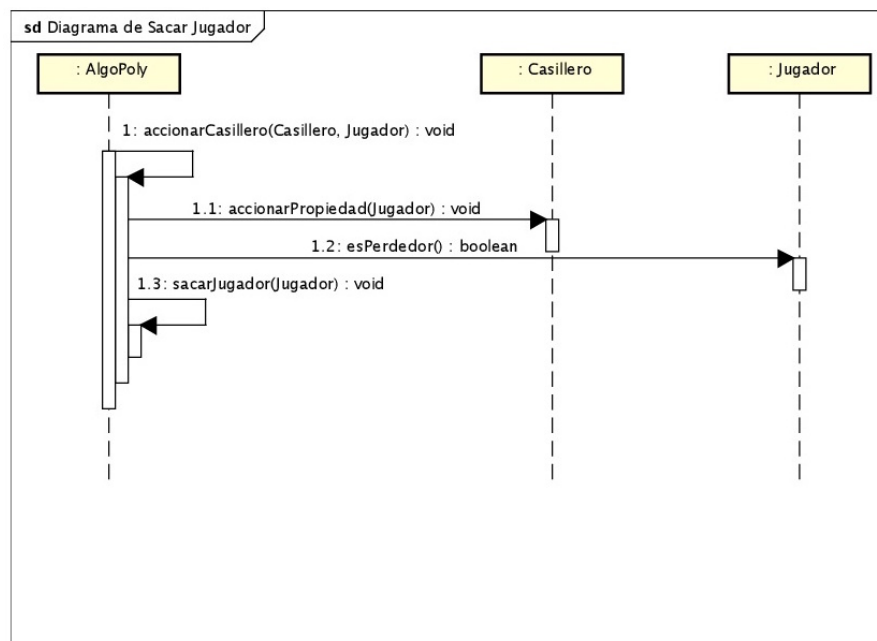 sd Diagrama de Sacar Jugador
: AlgoPoly
: Casillero
: Jugador
1: accionarCasillero(Casillero, Jugador) : void
1.1: accionarPropiedad(Jugador) : void
1.2: esPerdedor() : boolean
1.3: sacarJugador(Jugador) : void